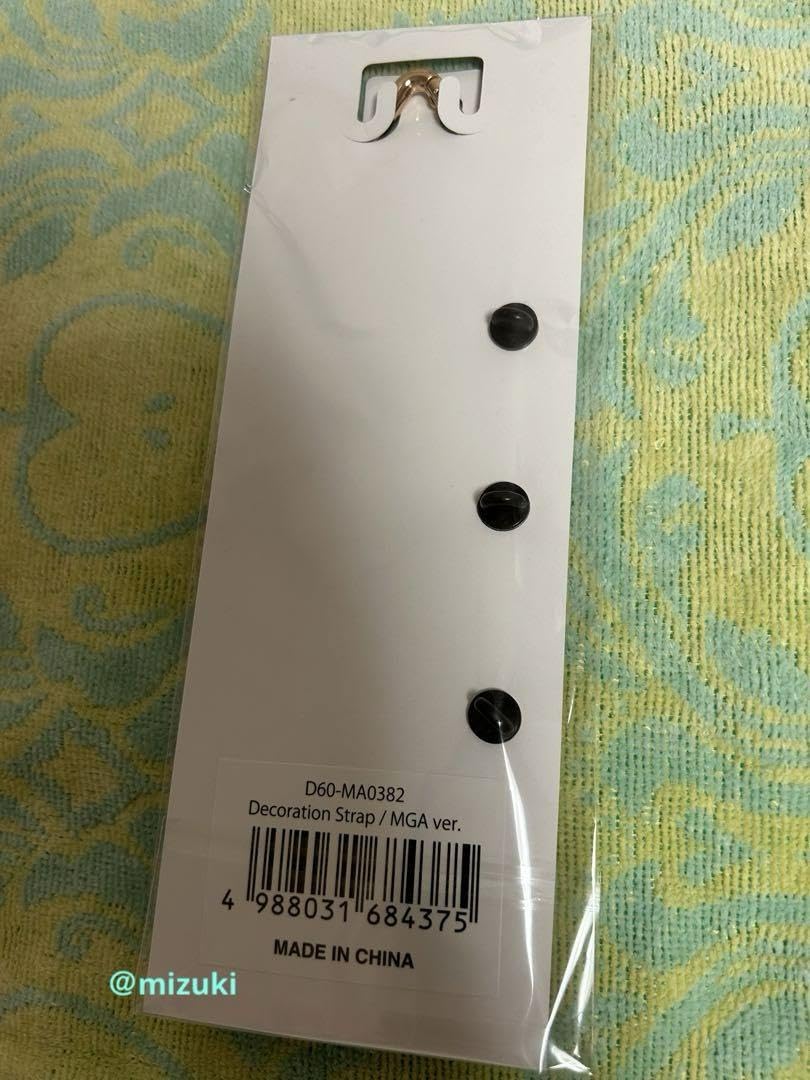 D60-MA0382
Decoration Strap / MGA ver.
4 988031 684375
MADE IN CHINA
@mizuki